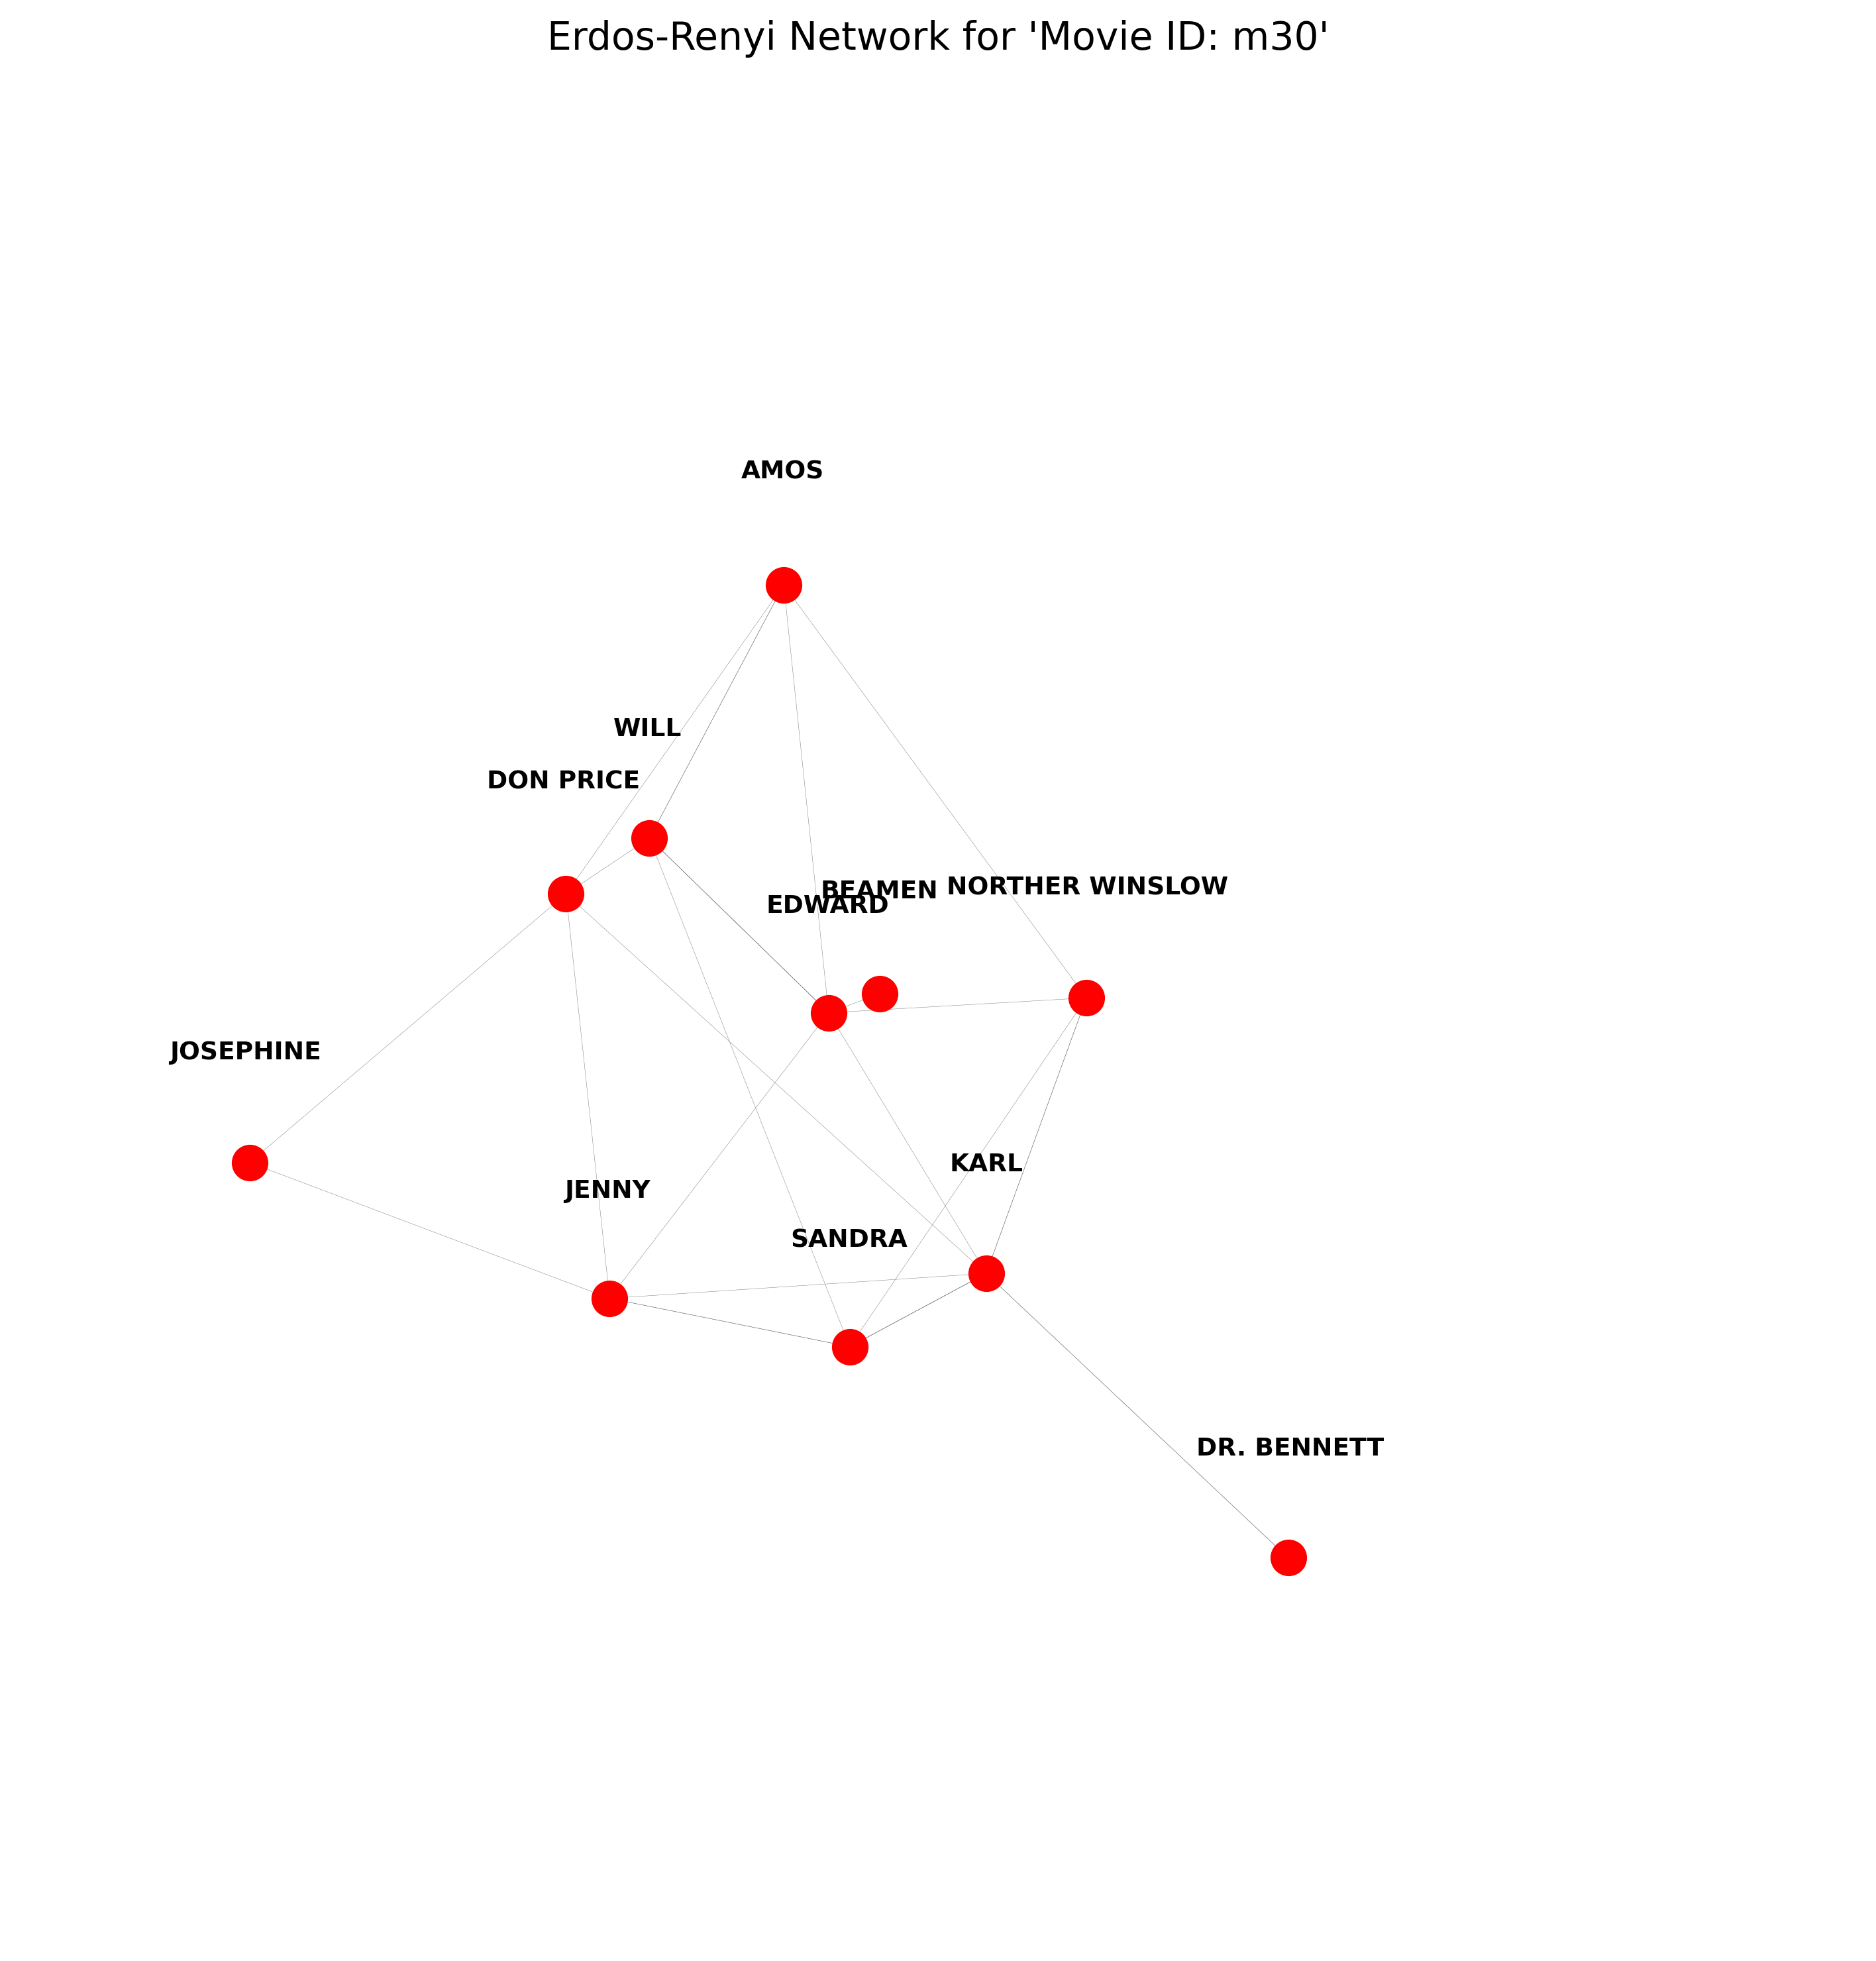 Erdos-Renyi Network for 'Movie ID: m30'
AMOS
WILL
DON PRICE
NORTHER WINSLOW
BEAMEN
EDWARD
JOSEPHINE
KARL
JENNY
SANDRA
DR. BENNETT